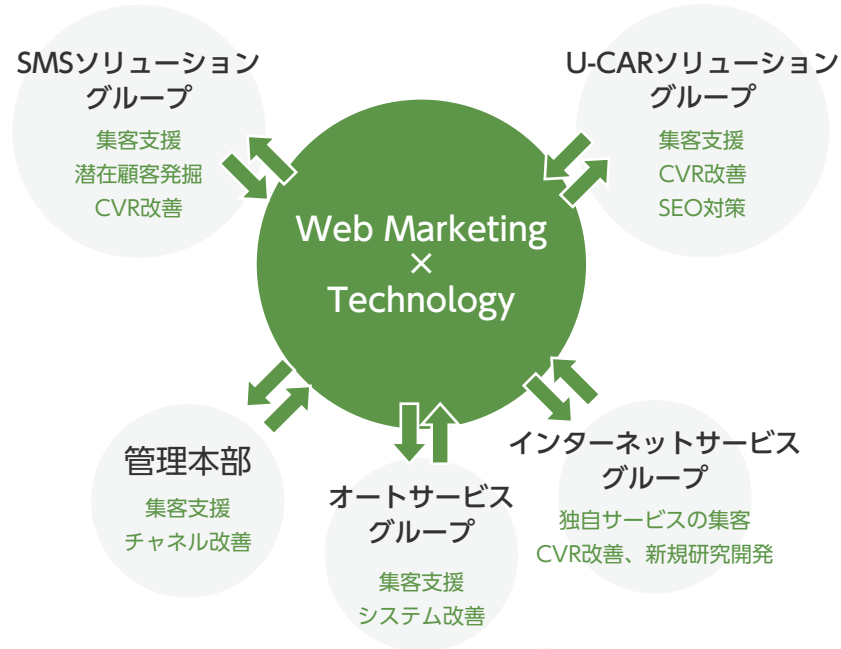 SMSソリューション
グループ
集客支援
潜在顧客発掘
CVR改善
U-CARソリューション
グループ
集客支援
CVR改善
SEO対策
Web Marketing
×
Technology
管理本部
集客支援
チャネル改善
オートサービス
グループ
集客支援
システム改善
インターネットサービス
グループ
独自サービスの集客
CVR改善、新規研究開発